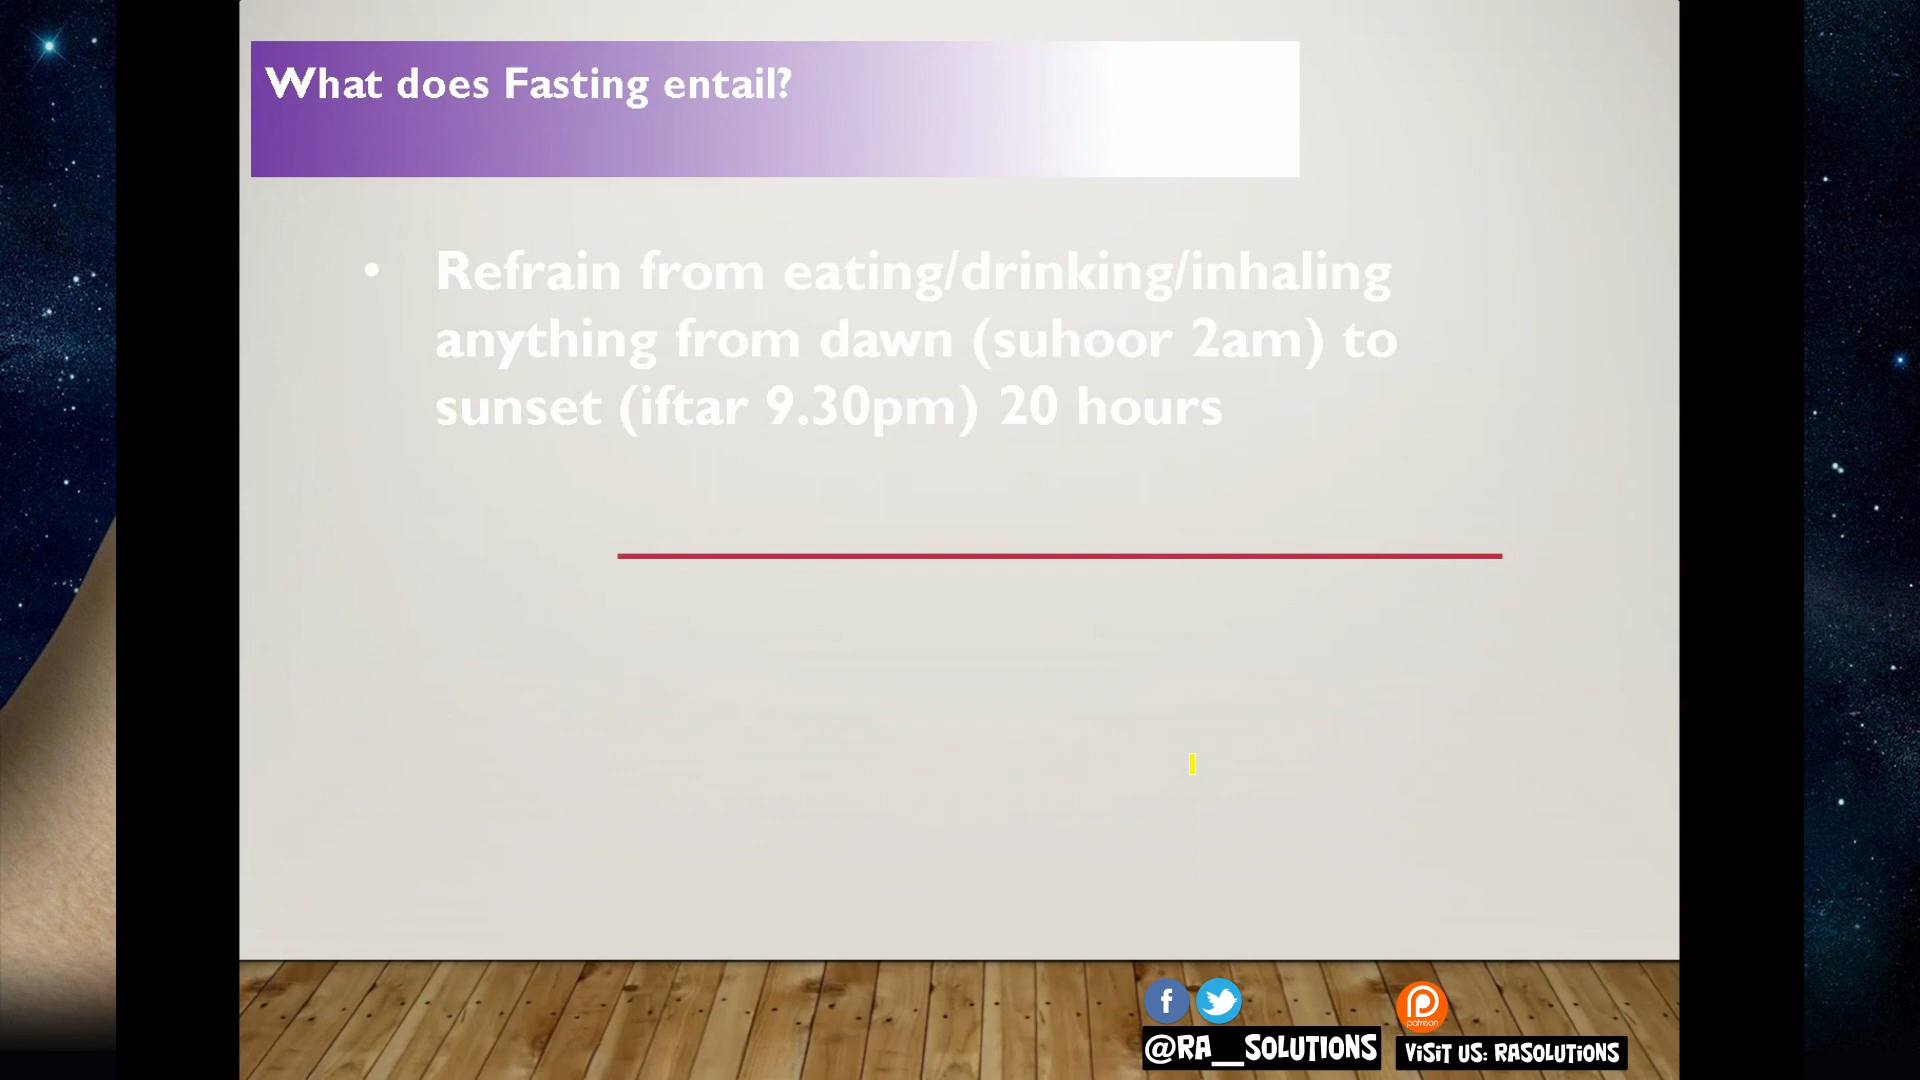 What does Fasting entail?
• Refrain from eating/drinking/inhaling
anything from dawn (suhoor 2am) to
sunset (iftar 9.30pm) 20 hours
f
patreon
@RA__SOLUTIONS
ViSiT US: RASOLUTiONS